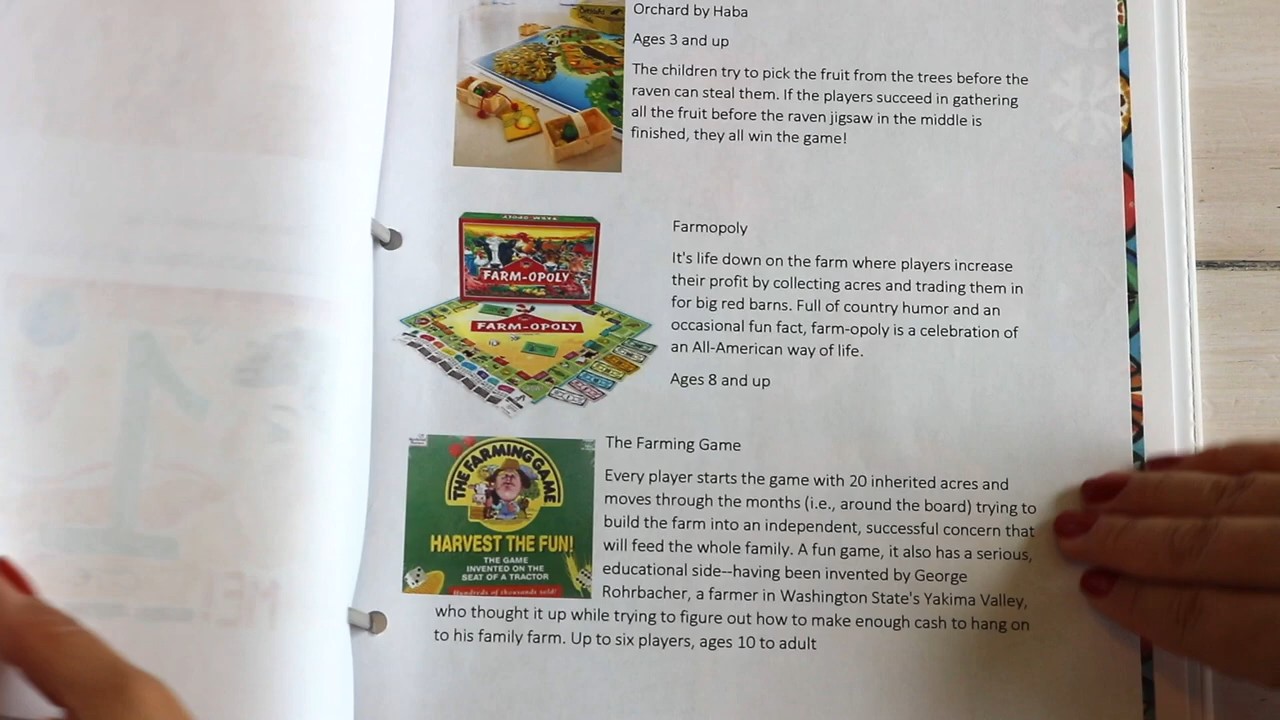 Orchard by Haba
Ages 3 and up
The children try to pick the fruit from the trees before the
raven can steal them. If the players succeed in gathering
all the fruit before the raven jigsaw in the middle is
finished, they all win the game!
FARM-OPOLY
FARM-OPOLY
Farmopoly
It's life down on the farm where players increase
their profit by collecting acres and trading them in
for big red barns. Full of country humor and an
occasional fun fact, farm-opoly is a celebration of
an All-American way of life.
Ages 8 and up
THE FARMING GAME
HARVEST THE FUN!
THE GAME
INVENTED ON THE
SEAT OF A TRACTOR
Hundreds of thousands sold!
The Farming Game
Every player starts the game with 20 inherited acres and
moves through the months (i.e., around the board) trying to
build the farm into an independent, successful concern that
will feed the whole family. A fun game, it also has a serious,
educational side--having been invented by George
Rohrbacher, a farmer in Washington State's Yakima Valley,
who thought it up while trying to figure out how to make enough cash to hang on
to his family farm. Up to six players, ages 10 to adult